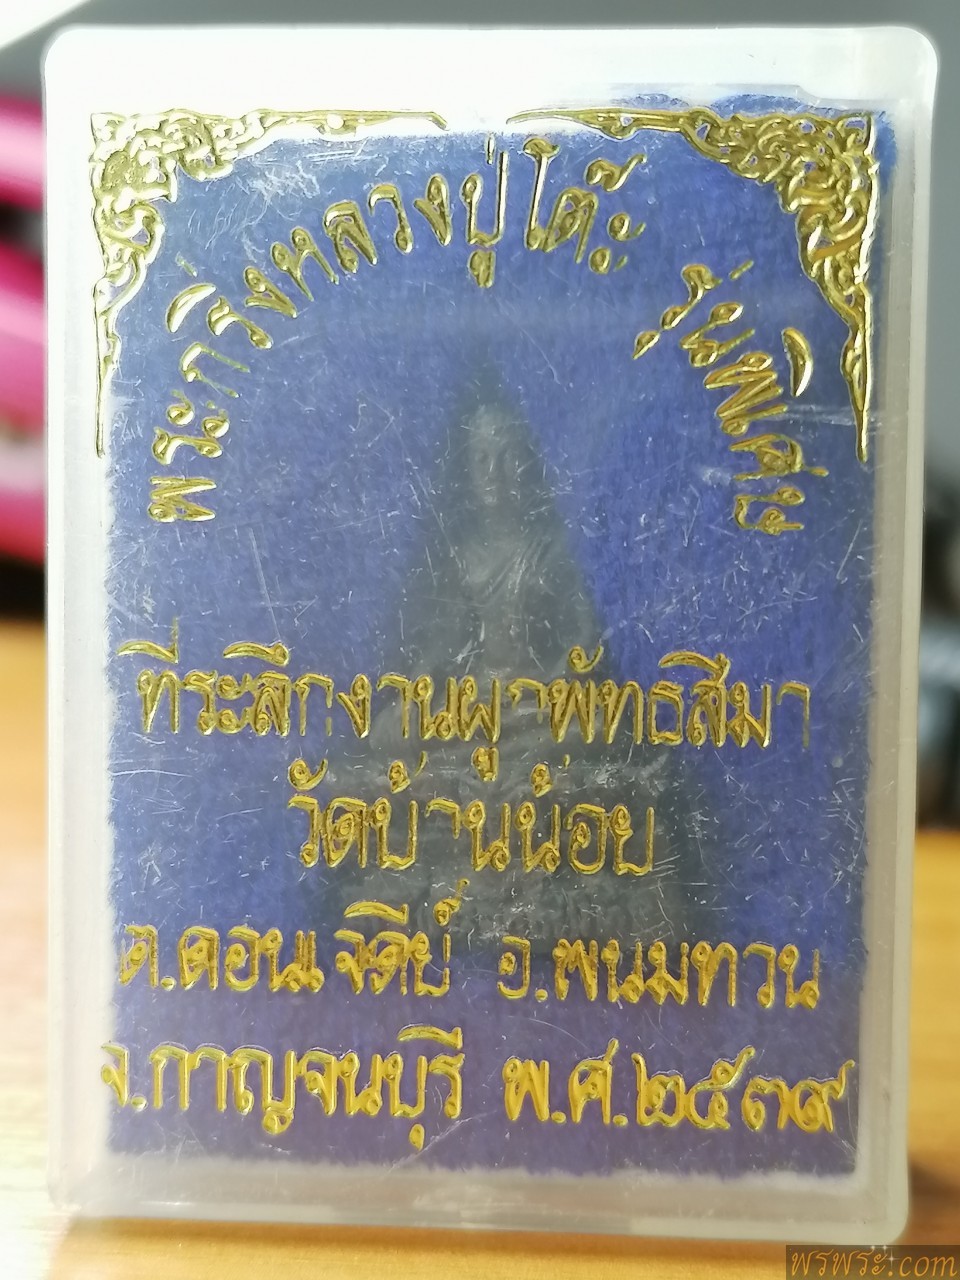 พระกริ่งหลวงปู่โต๊ะ รุ่นพิเศษ
ที่ระลึกงานผูกพัทธสีมา
วัดบ้านน้อย
ต.ดอนเจดีย์ อ.พนมทวน
จ.กาญจนบุรี พ.ศ.๒๕๓๙
พรพระ.com